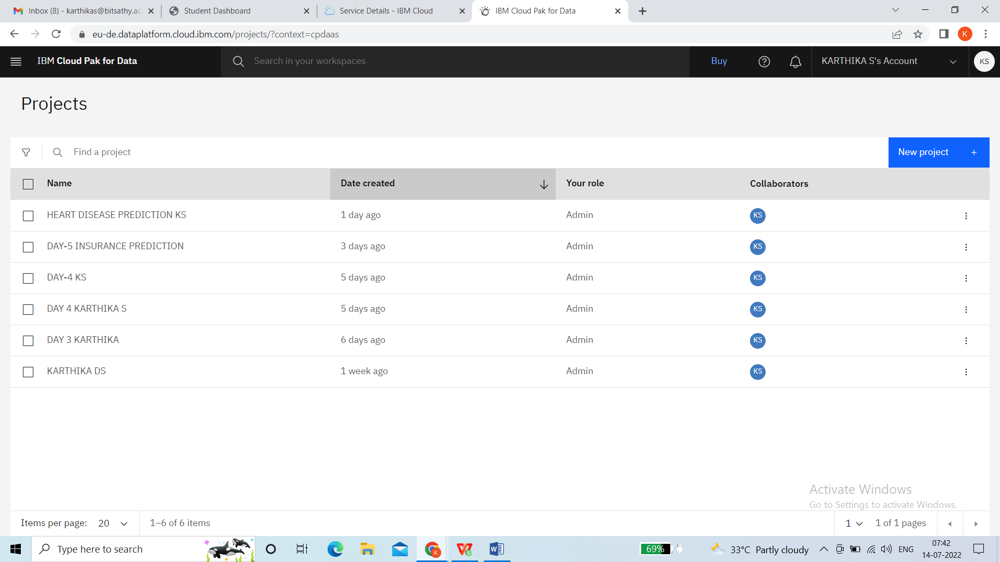 Inbox (8) - karthikas@bitsathy.ac. Student Dashboard Service Details - IBM Cloud IBM Cloud Pak for Data
eu-de.dataplatform.cloud.ibm.com/projects/?context=cpdaas K
IBM Cloud Pak for Data Search in your workspaces Buy KARTHIKA S's Account KS
Projects
Find a project New project +
Name Date created Your role Collaborators
HEART DISEASE PREDICTION KS 1 day ago Admin KS
DAY-5 INSURANCE PREDICTION 3 days ago Admin KS
DAY-4 KS 5 days ago Admin KS
DAY 4 KARTHIKA S 5 days ago Admin KS
DAY 3 KARTHIKA 6 days ago Admin KS
KARTHIKA DS 1 week ago Admin KS
Activate Windows
Go to Settings to activate Windows.
Items per page: 20 1–6 of 6 items 1 1 of 1 pages
Type here to search 69% 33°C Partly cloudy ENG 07:42
14-07-2022